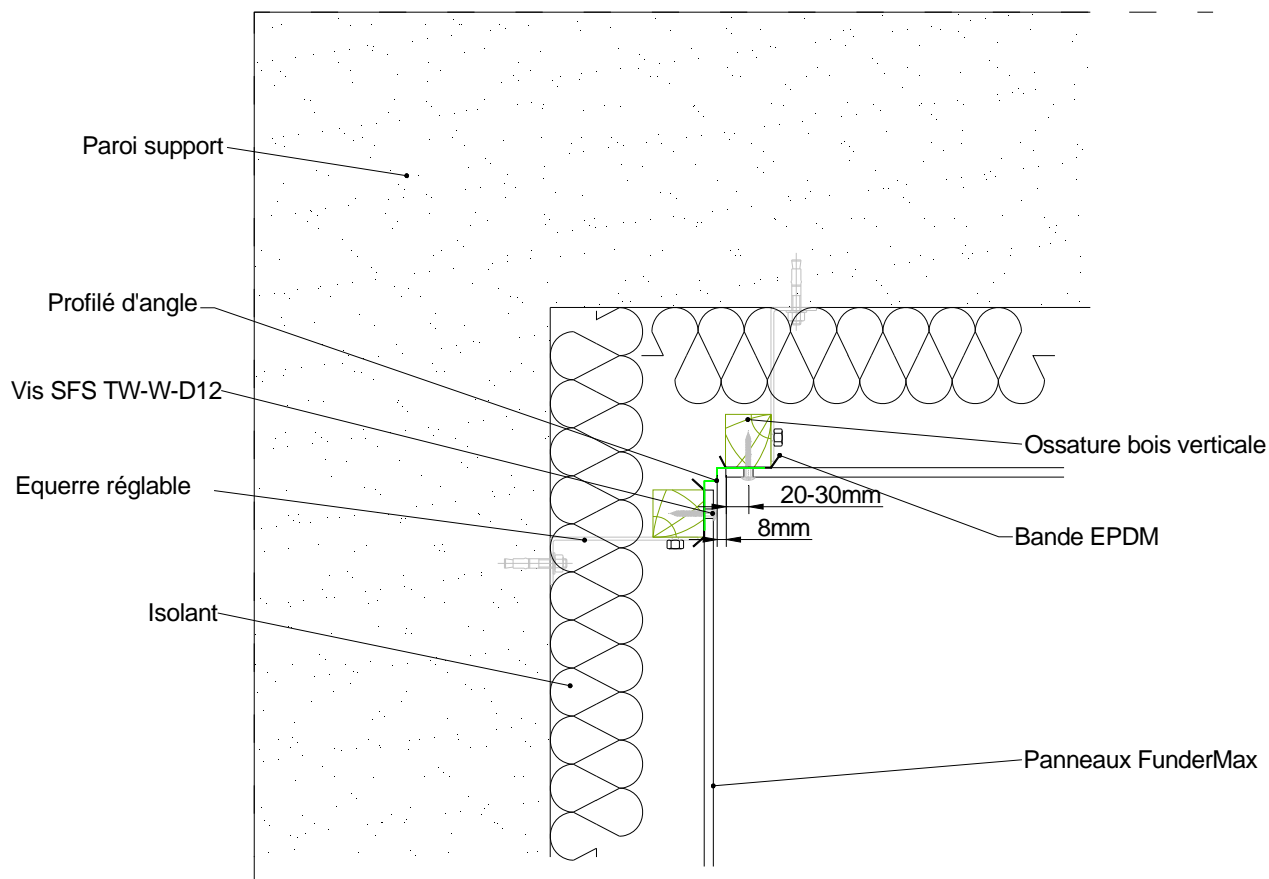 Paroi support
Profilé d'angle
Vis SFS TW-W-D12
Equerre réglable
Isolant
Ossature bois verticale
20-30mm
8mm
Bande EPDM
Panneaux FunderMax